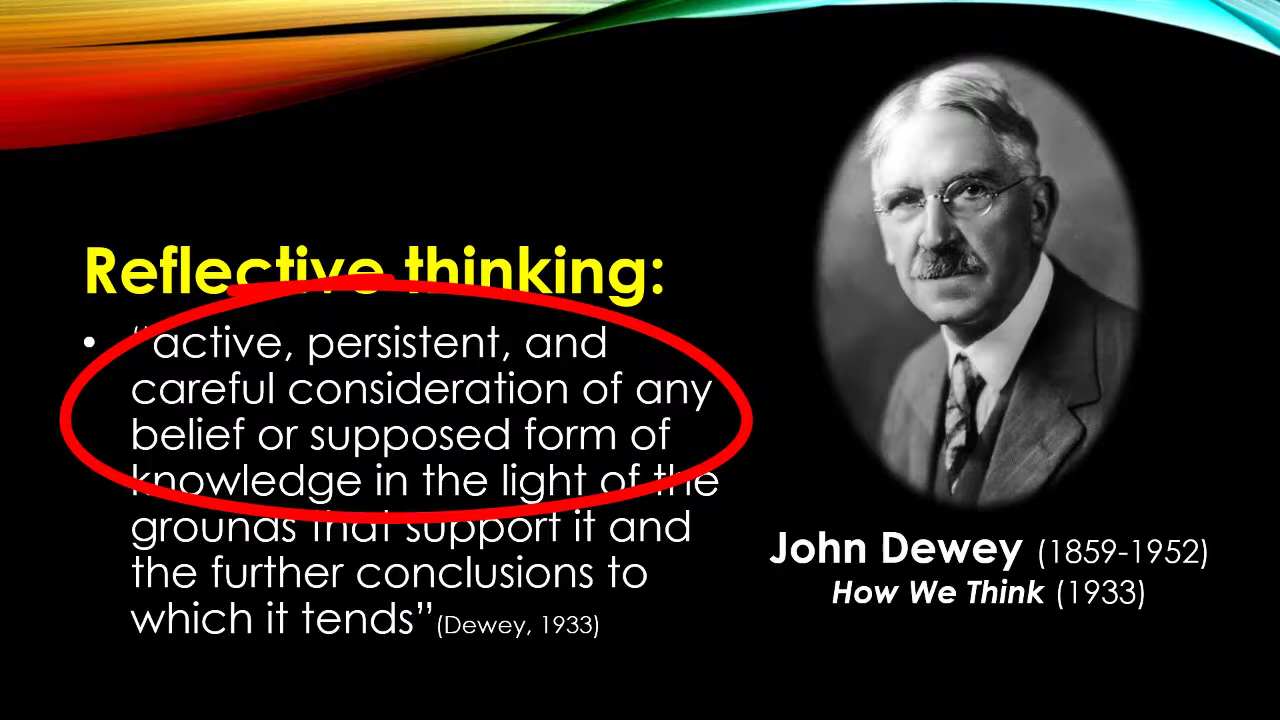 Reflective thinking:
• “active, persistent, and
careful consideration of any
belief or supposed form of
knowledge in the light of the
grounds that support it and
the further conclusions to
which it tends”(Dewey, 1933)
John Dewey (1859-1952)
How We Think (1933)